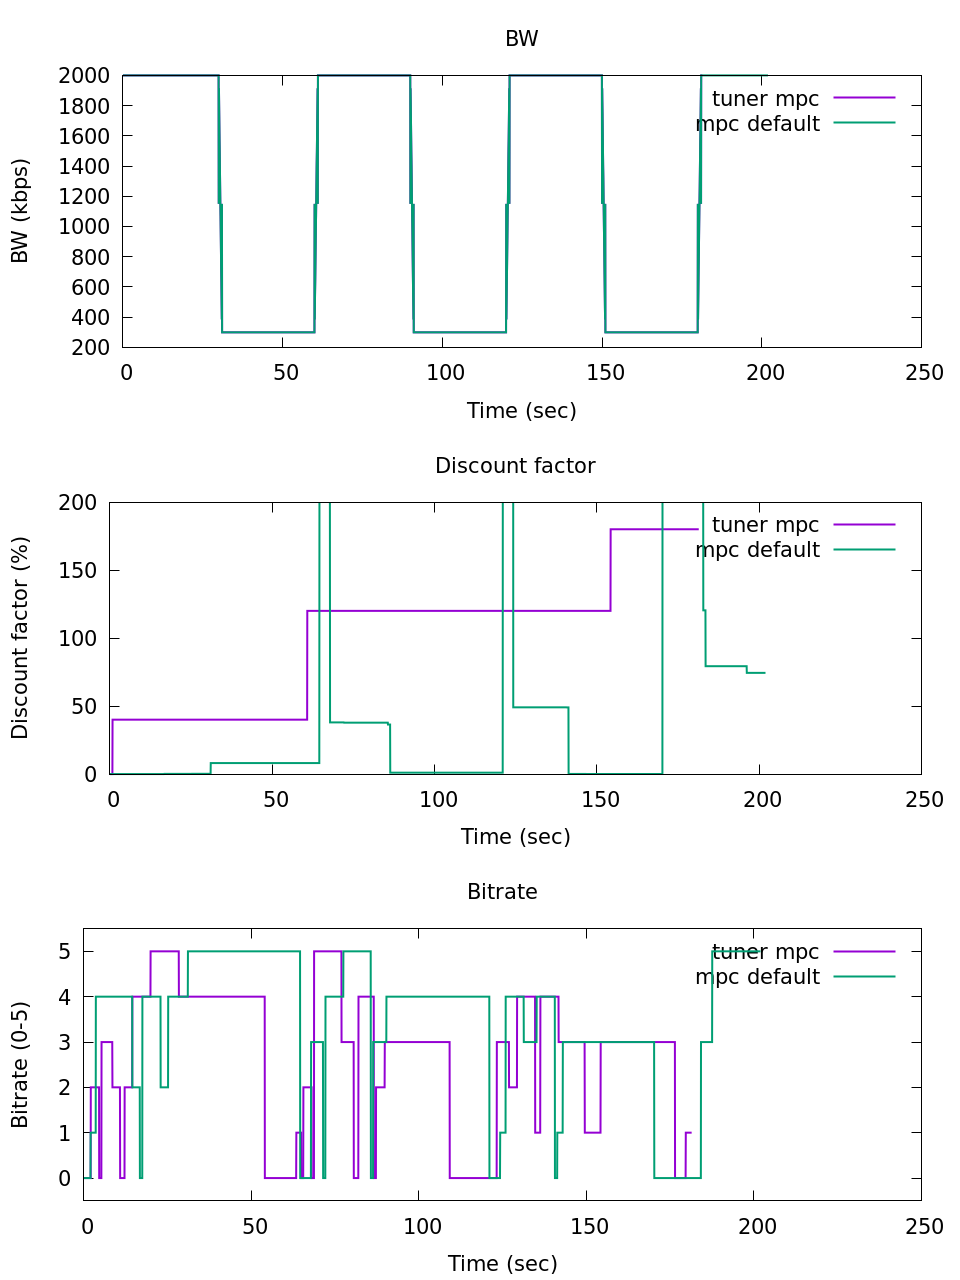 BW
2000
1800
1600
1400
1200
1000
800
600
400
200
BW (kbps)
tuner mpc
mpc default
0 50 100 150 200 250
Time (sec)
Discount factor
200
150
100
50
0
Discount factor (%)
tuner mpc
mpc default
0 50 100 150 200 250
Time (sec)
Bitrate
5
4
3
2
1
0
Bitrate (0-5)
tuner mpc
mpc default
0 50 100 150 200 250
Time (sec)